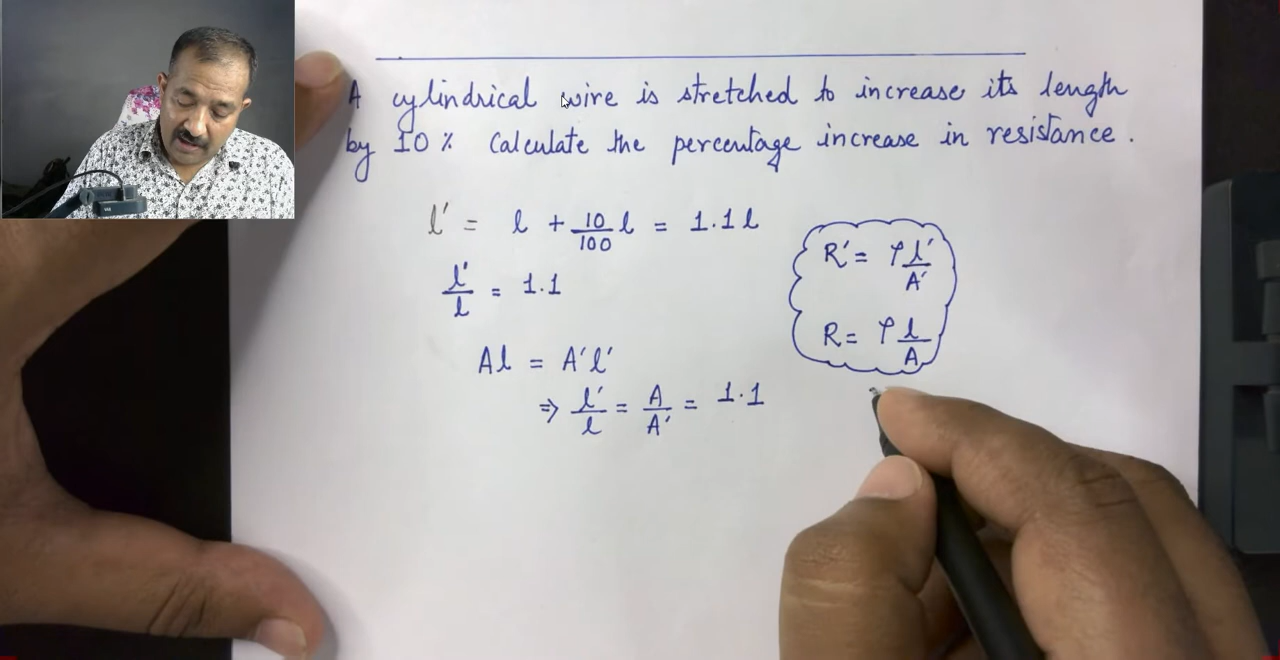 A cylindrical wire is stretched to increase its length
by 10 % Calculate the percentage increase in resistance.
l′ = l + 10/100 l = 1.1 l
l′/l = 1.1
Al = A′l′
⇒ l′/l = A/A′ = 1.1
R′ = ρ l′/A′
R = ρ l/A